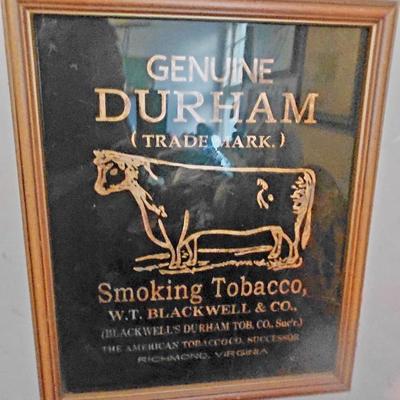 GENUINE
DURHAM
(TRADE MARK.)
Smoking Tobacco,
W.T. BLACKWELL & CO.,
(BLACKWELL'S DURHAM TOB. CO., Suc'r.)
THE AMERICAN TOBACCO CO. SUCCESSOR
RICHMOND, VIRGINIA